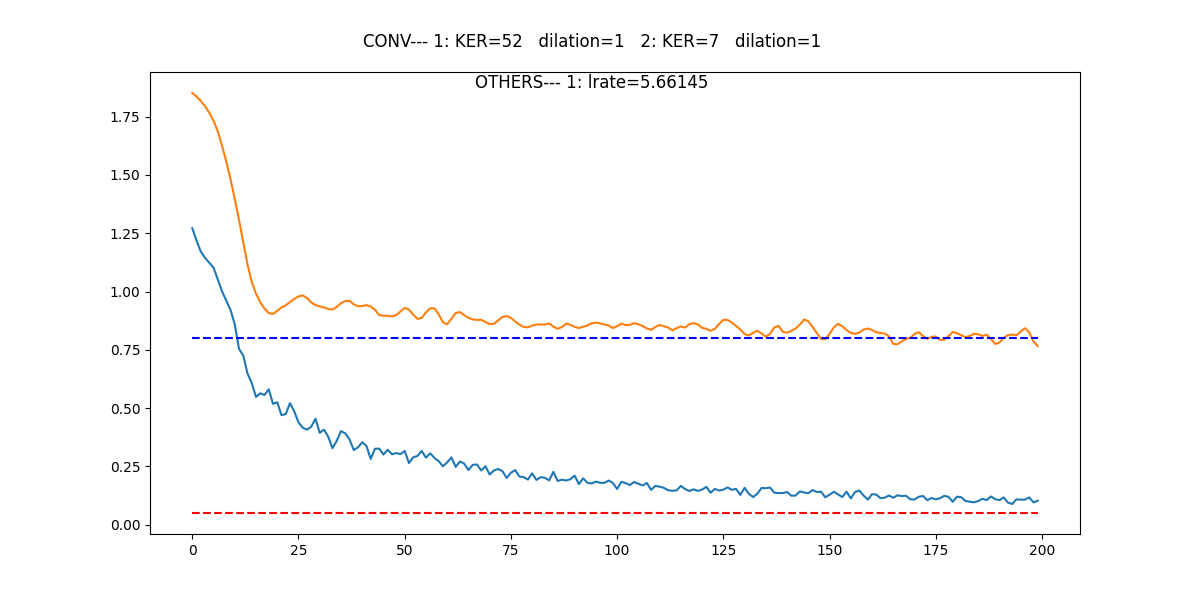 CONV--- 1: KER=52   dilation=1   2: KER=7   dilation=1
OTHERS--- 1: lrate=5.66145
1.75
1.50
1.25
1.00
0.75
0.50
0.25
0.00
0 25 50 75 100 125 150 175 200